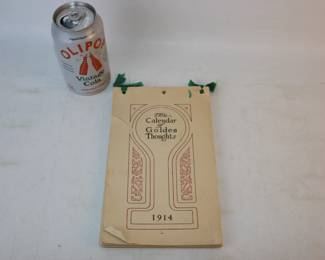 OLIPOP
Vintage
Cola
The
Calendar
of
Golden
Thoughts
1914